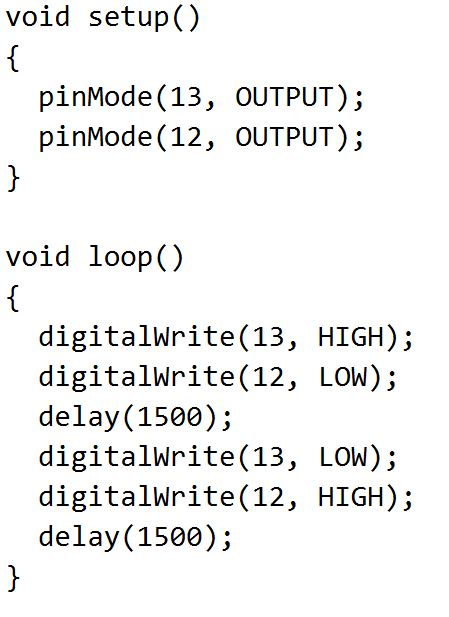 void setup()
{
  pinMode(13, OUTPUT);
  pinMode(12, OUTPUT);
}

void loop()
{
  digitalWrite(13, HIGH);
  digitalWrite(12, LOW);
  delay(1500);
  digitalWrite(13, LOW);
  digitalWrite(12, HIGH);
  delay(1500);
}